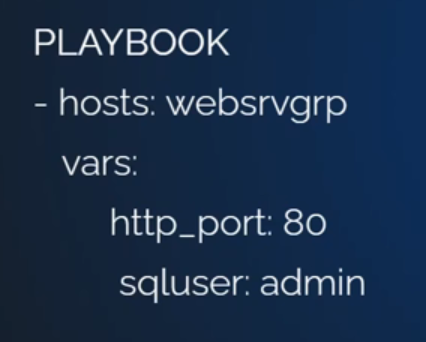 PLAYBOOK
- hosts: websrvgrp
vars:
http_port: 80
sqluser: admin